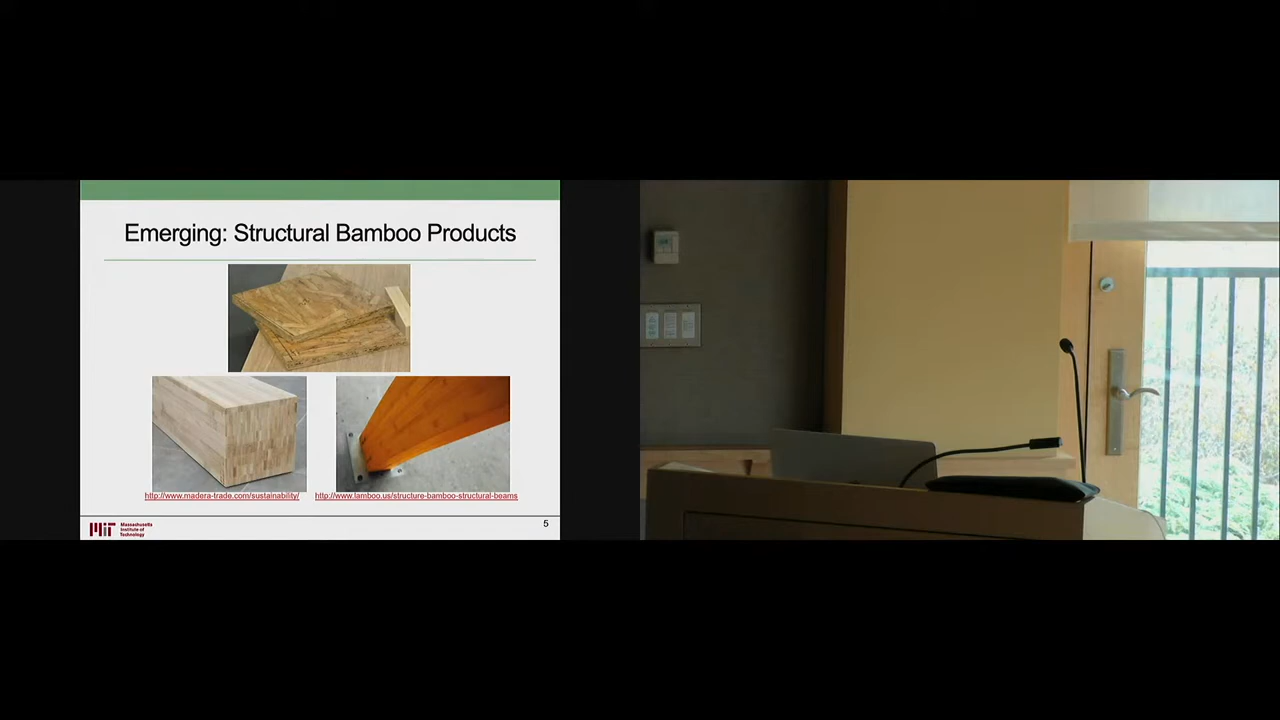 Emerging: Structural Bamboo Products
http://www.madera-trade.com/sustainability/
http://www.lamboo.us/structure-bamboo-structural-beams
MIT
Massachusetts
Institute of
Technology
5